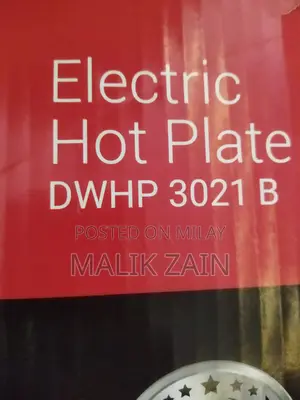 Electric
Hot Plate
DWHP 3021 B
POSTED ON MILAY
MALIK ZAIN